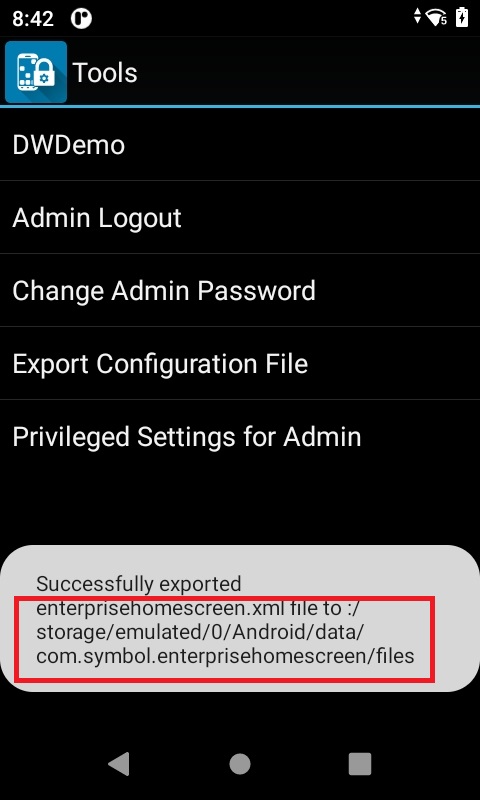 8:42
5
Tools
DWDemo
Admin Logout
Change Admin Password
Export Configuration File
Privileged Settings for Admin
Successfully exported
enterprisehomescreen.xml file to :/
storage/emulated/0/Android/data/
com.symbol.enterprisehomescreen/files